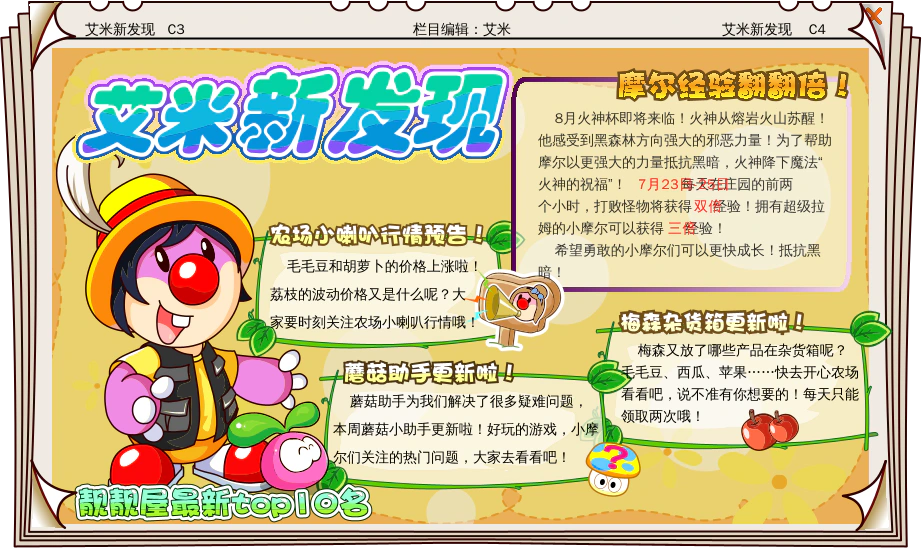 艾米新发现 C3
栏目编辑：艾米
艾米新发现 C4
艾米新发现
摩尔经验翻翻倍！
8月火神杯即将来临！火神从熔岩火山苏醒！
他感受到黑森林方向强大的邪恶力量！为了帮助
摩尔以更强大的力量抵抗黑暗，火神降下魔法“
火神的祝福”！ 7月23日 在庄园的前两
个小时，打败怪物将获得 双倍经验！拥有超级拉
姆的小摩尔可以获得 三倍经验！
希望勇敢的小摩尔们可以更快成长！抵抗黑
暗！
农场小喇叭行情预告！
毛毛豆和胡萝卜的价格上涨啦！
荔枝的波动价格又是什么呢？大
家要时刻关注农场小喇叭行情哦！
梅森杂货箱更新啦！
梅森又放了哪些产品在杂货箱呢？
毛毛豆、西瓜、苹果……快去开心农场
看看吧，说不准有你想要的！每天只能
领取两次哦！
蘑菇助手更新啦！
蘑菇助手为我们解决了很多疑难问题，
本周蘑菇小助手更新啦！好玩的游戏，小摩
尔们关注的热门问题，大家去看看吧！
靓靓屋最新top10名